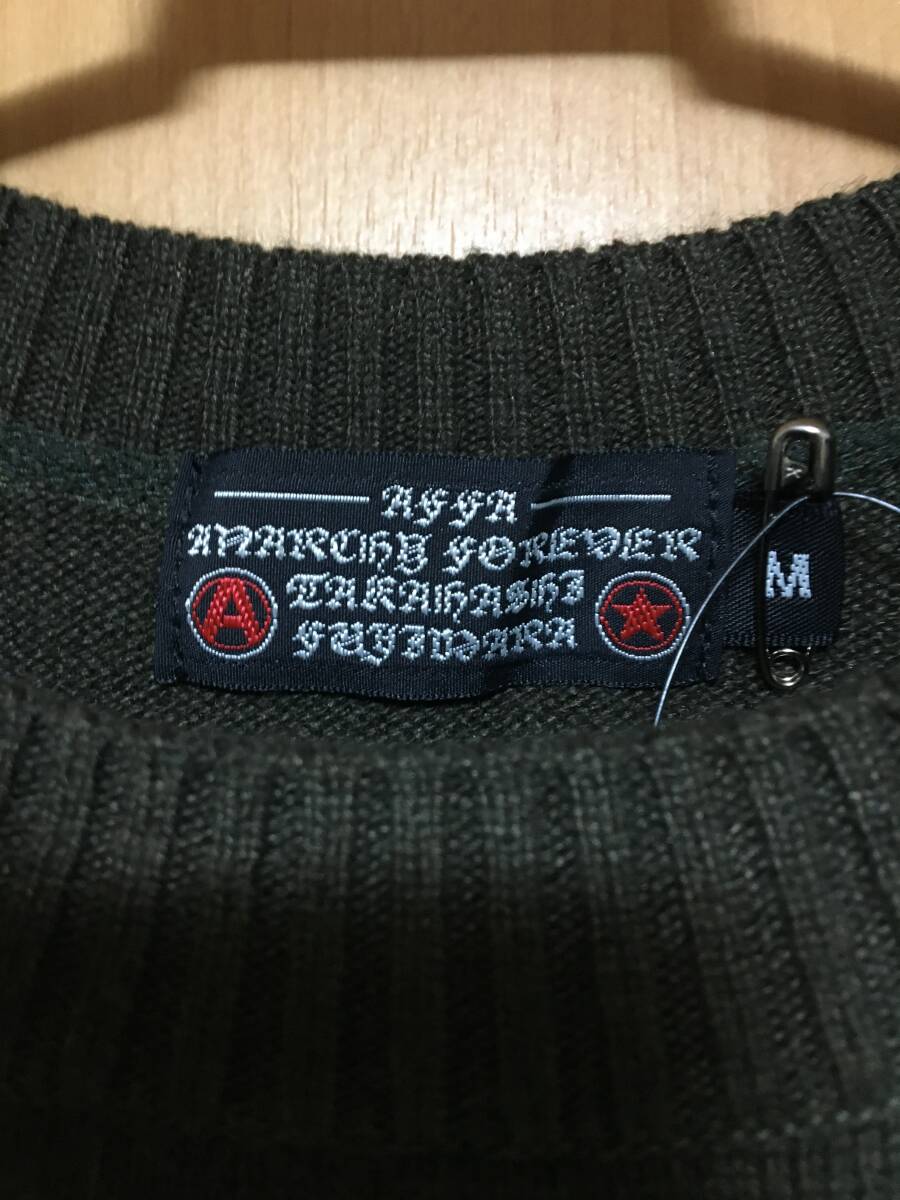 AFFA
ANARCHY FOREVER
TAKAHASHI
FUJIWARA
A
M